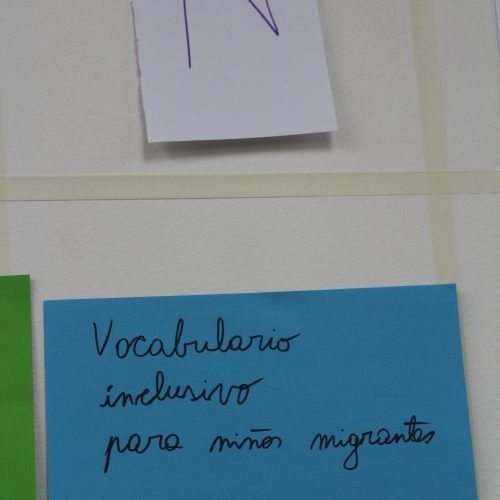 Vocabulario
inclusivo
para niños migrantes